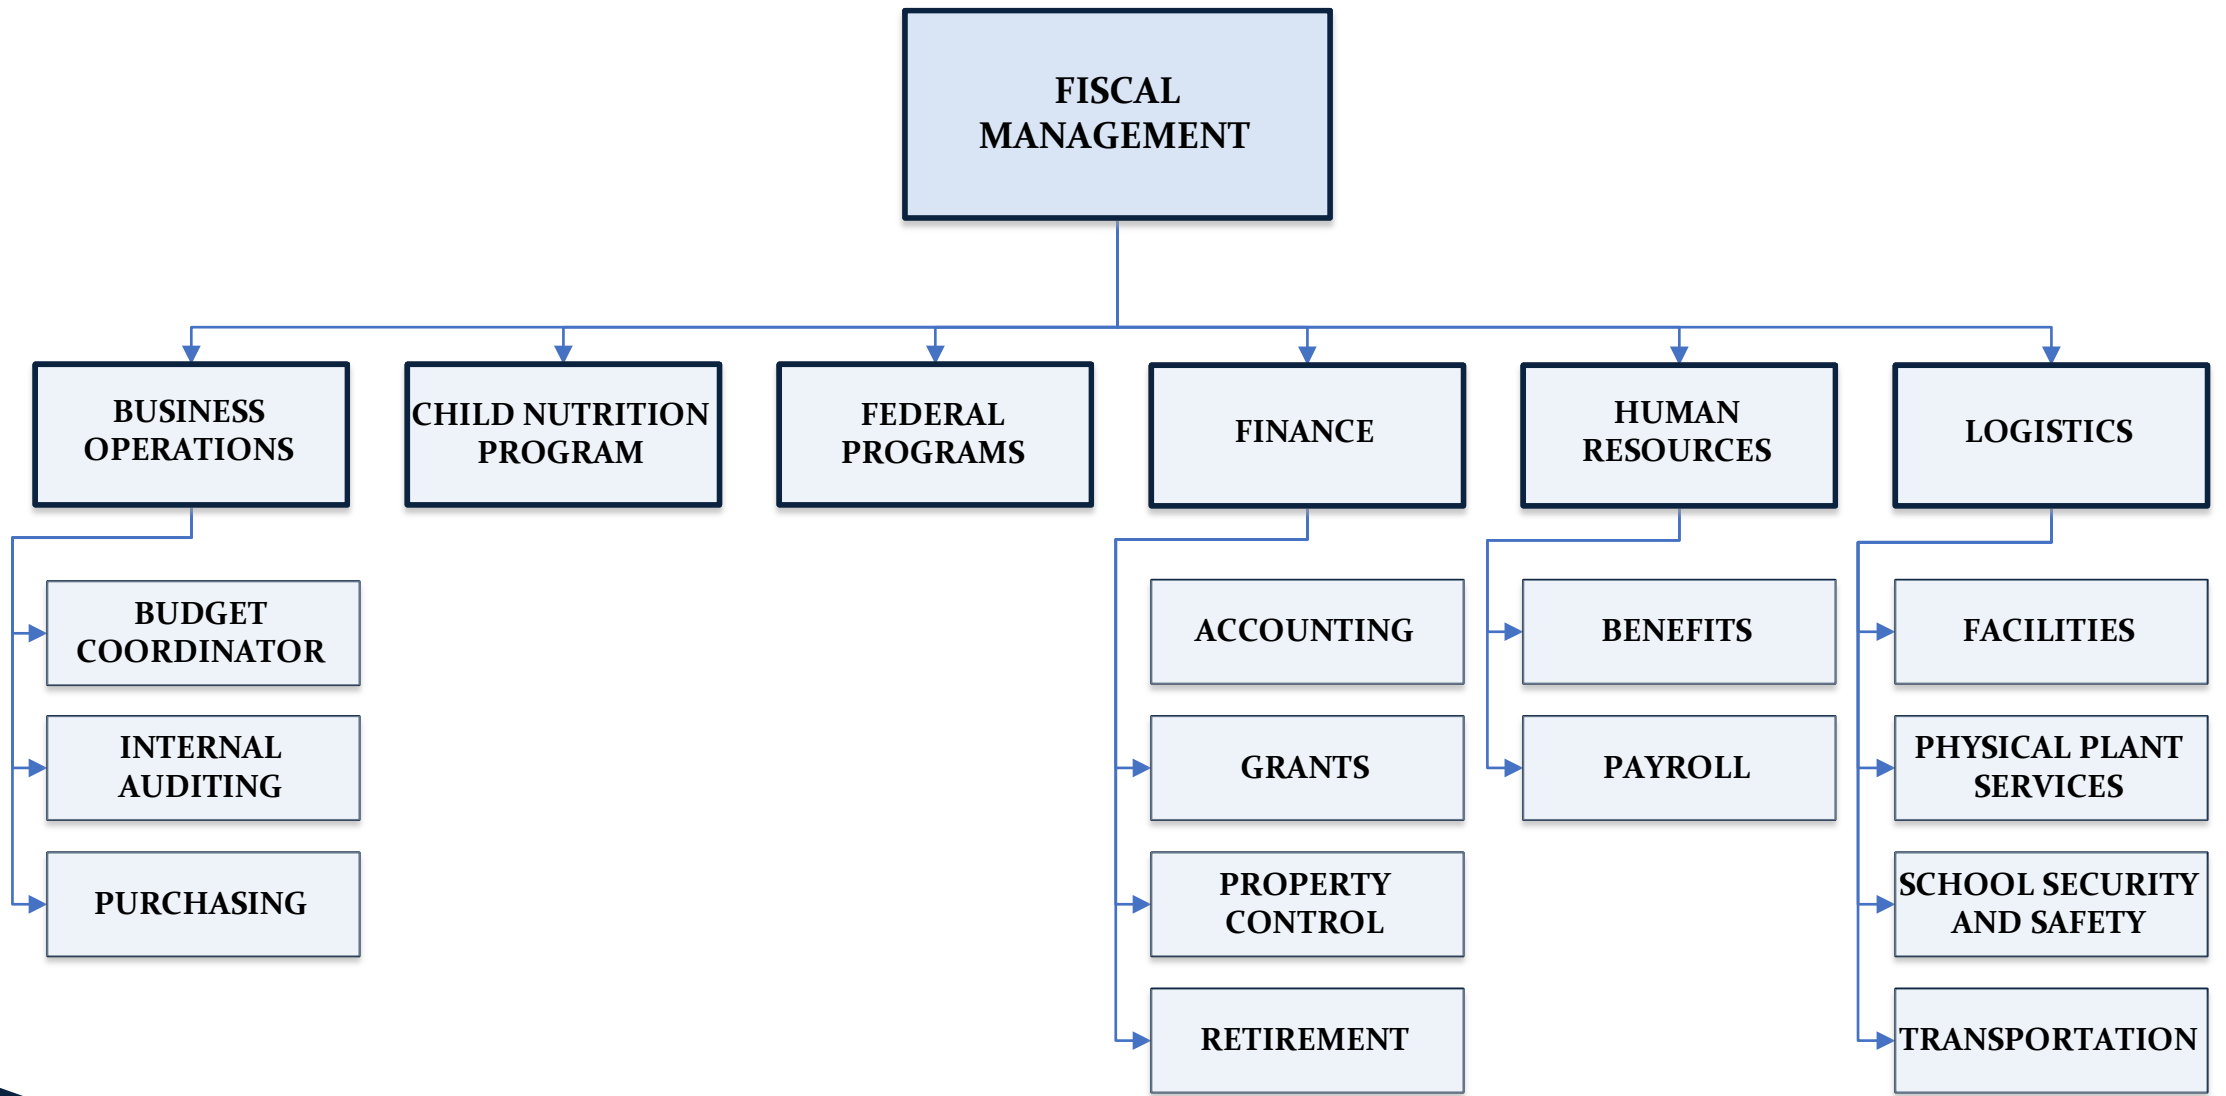 FISCAL
MANAGEMENT
BUSINESS
OPERATIONS
CHILD NUTRITION
PROGRAM
FEDERAL
PROGRAMS
FINANCE
HUMAN
RESOURCES
LOGISTICS
BUDGET
COORDINATOR
INTERNAL
AUDITING
PURCHASING
ACCOUNTING
GRANTS
PROPERTY
CONTROL
RETIREMENT
BENEFITS
PAYROLL
FACILITIES
PHYSICAL PLANT
SERVICES
SCHOOL SECURITY
AND SAFETY
TRANSPORTATION